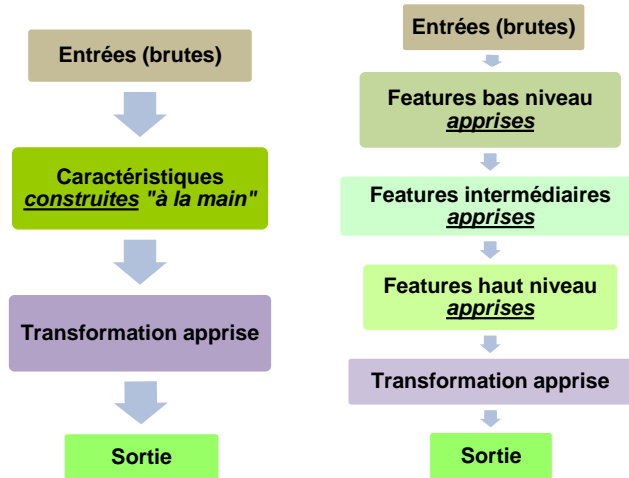 Entrées (brutes)
Caractéristiques
construites "à la main"
Transformation apprise
Sortie
Entrées (brutes)
Features bas niveau
apprises
Features intermédiaires
apprises
Features haut niveau
apprises
Transformation apprise
Sortie